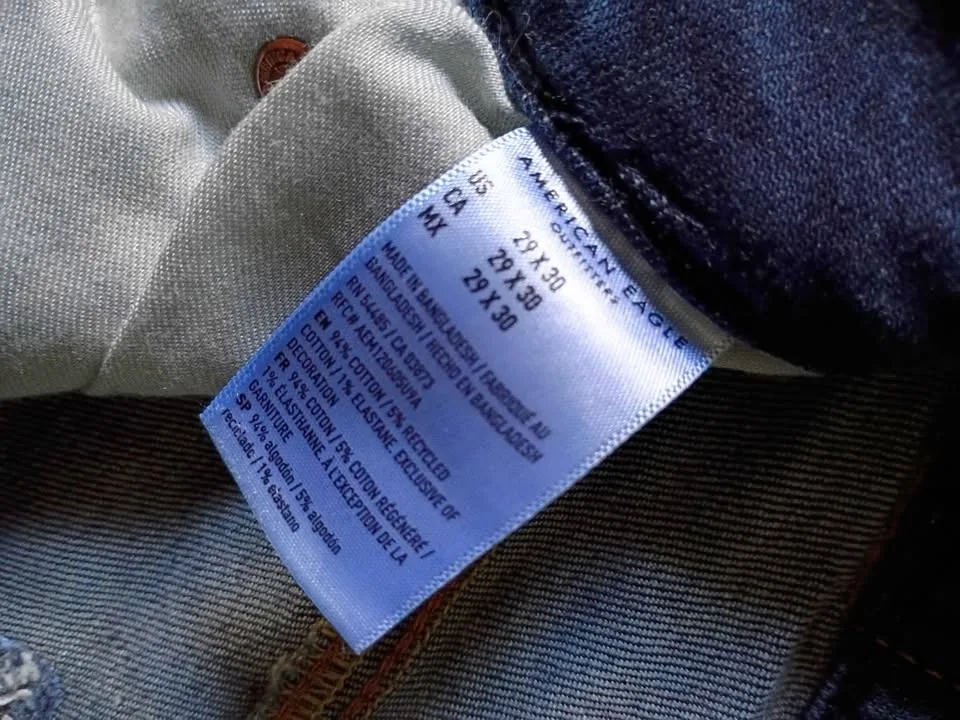 AMERICAN EAGLE
OUTFITTERS
US 29 X 30
CA 29 X 30
MX 29 X 30
MADE IN BANGLADESH / FABRIQUÉ AU
BANGLADESH / HECHO EN BANGLADESH
RN 54485 / CA 03873
RFC# AEM120405UYA
EN 94% COTTON / 5% RECYCLED
COTTON / 1% ELASTANE. EXCLUSIVE OF
DECORATION
FR 94% COTON / 5% COTON RÉGÉNÉRÉ /
1% ÉLASTHANNE À L'EXCEPTION DE LA
GARNITURE
SP 94% algodón / 5% algodón
reciclado / 1% elastano